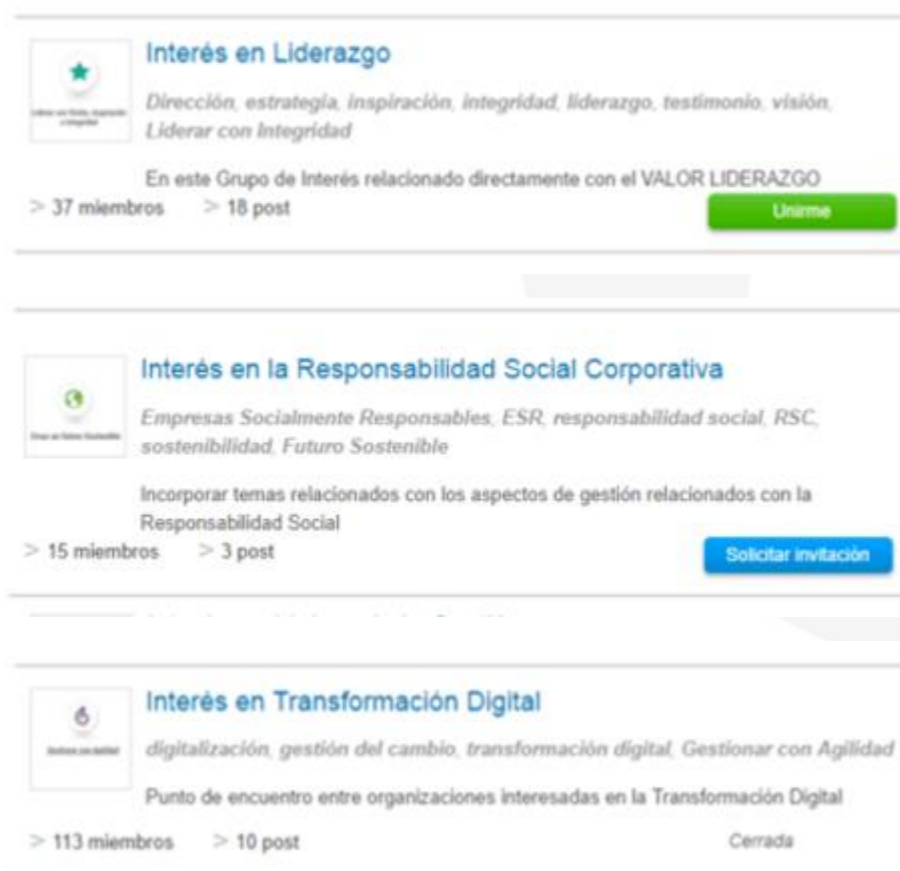 Interés en Liderazgo
Dirección, estrategia, inspiración, integridad, liderazgo, testimonio, visión,
Liderar con Integridad
En este Grupo de Interés relacionado directamente con el VALOR LIDERAZGO
> 37 miembros > 18 post
Unirme
Interés en la Responsabilidad Social Corporativa
Empresas Socialmente Responsables, ESR, responsabilidad social, RSC,
sostenibilidad, Futuro Sostenible
Incorporar temas relacionados con los aspectos de gestión relacionados con la
Responsabilidad Social
> 15 miembros > 3 post
Solicitar invitación
Interés en Transformación Digital
digitalización, gestión del cambio, transformación digital, Gestionar con Agilidad
Punto de encuentro entre organizaciones interesadas en la Transformación Digital
> 113 miembros > 10 post
Cerrada